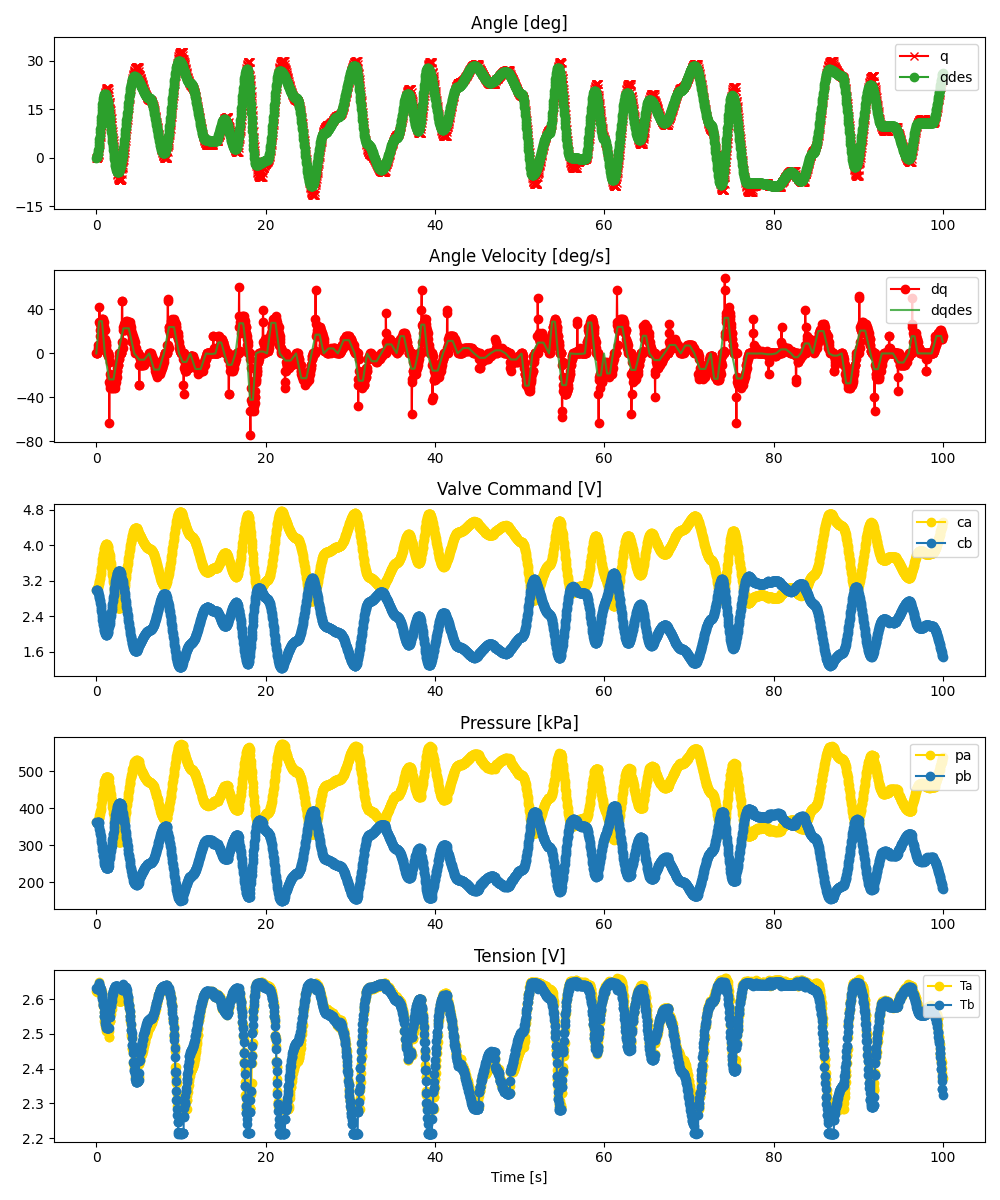 Angle [deg]
30
15
0
−15
q
qdes
0 20 40 60 80 100
Angle Velocity [deg/s]
40
0
−40
−80
dq
dqdes
0 20 40 60 80 100
Valve Command [V]
4.8
4.0
3.2
2.4
1.6
ca
cb
0 20 40 60 80 100
Pressure [kPa]
500
400
300
200
pa
pb
0 20 40 60 80 100
Tension [V]
2.6
2.5
2.4
2.3
2.2
Ta
Tb
0 20 40 60 80 100
Time [s]